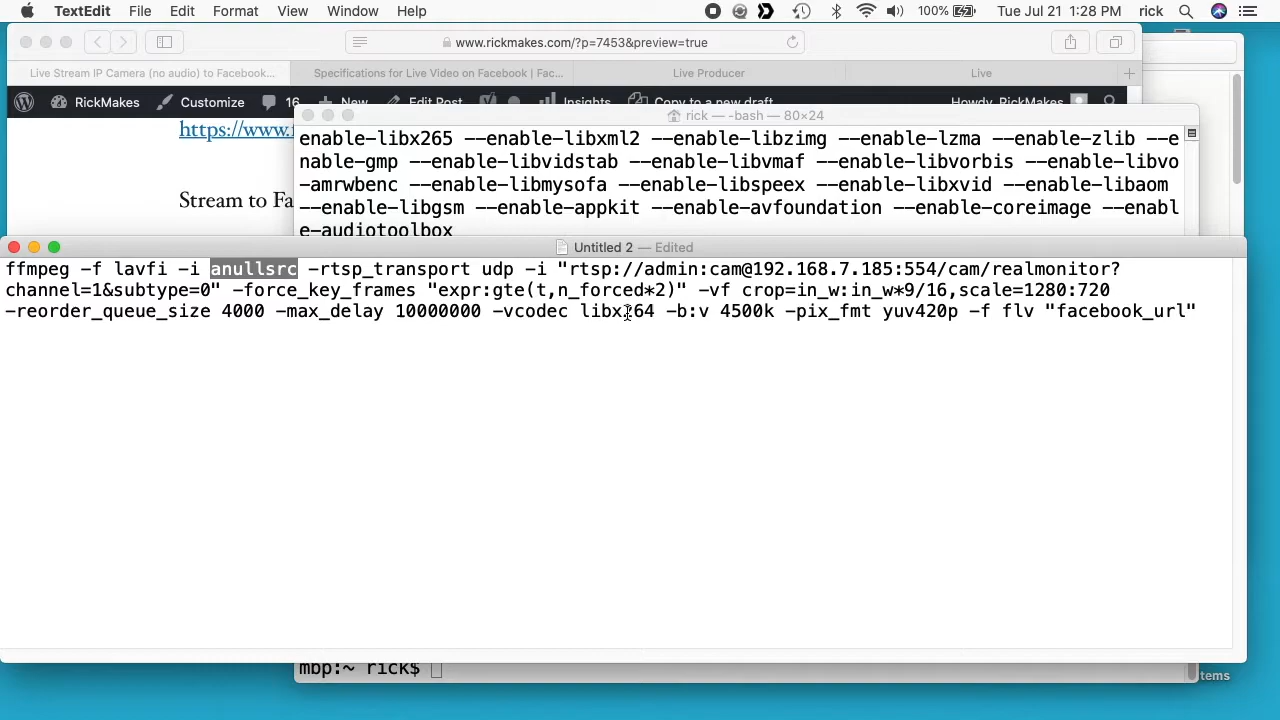 TextEdit File Edit Format View Window Help 100% Tue Jul 21 1:28 PM rick
www.rickmakes.com/?p=7453&preview=true
Live Stream IP Camera (no audio) to Facebook... Specifications for Live Video on Facebook | Fac... Live Producer Live
RickMakes Customize 16 New Edit Post Insights Copy to a new draft Howdy, RickMakes
rick — -bash — 80×24
https://www.
enable-libx265 --enable-libxml2 --enable-libzimg --enable-lzma --enable-zlib --e
nable-gmp --enable-libvidstab --enable-libvmaf --enable-libvorbis --enable-libvo
-amrwbenc --enable-libmysofa --enable-libspeex --enable-libxvid --enable-libaom
Stream to Fa
--enable-libgsm --enable-appkit --enable-avfoundation --enable-coreimage --enabl
e-audiotoolbox
Untitled 2 — Edited
ffmpeg -f lavfi -i anullsrc -rtsp_transport udp -i "rtsp://admin:cam@192.168.7.185:554/cam/realmonitor?
channel=1&subtype=0" -force_key_frames "expr:gte(t,n_forced*2)" -vf crop=in_w:in_w*9/16,scale=1280:720
-reorder_queue_size 4000 -max_delay 10000000 -vcodec libx264 -b:v 4500k -pix_fmt yuv420p -f flv "facebook_url"
mbp:~ rick$
tems